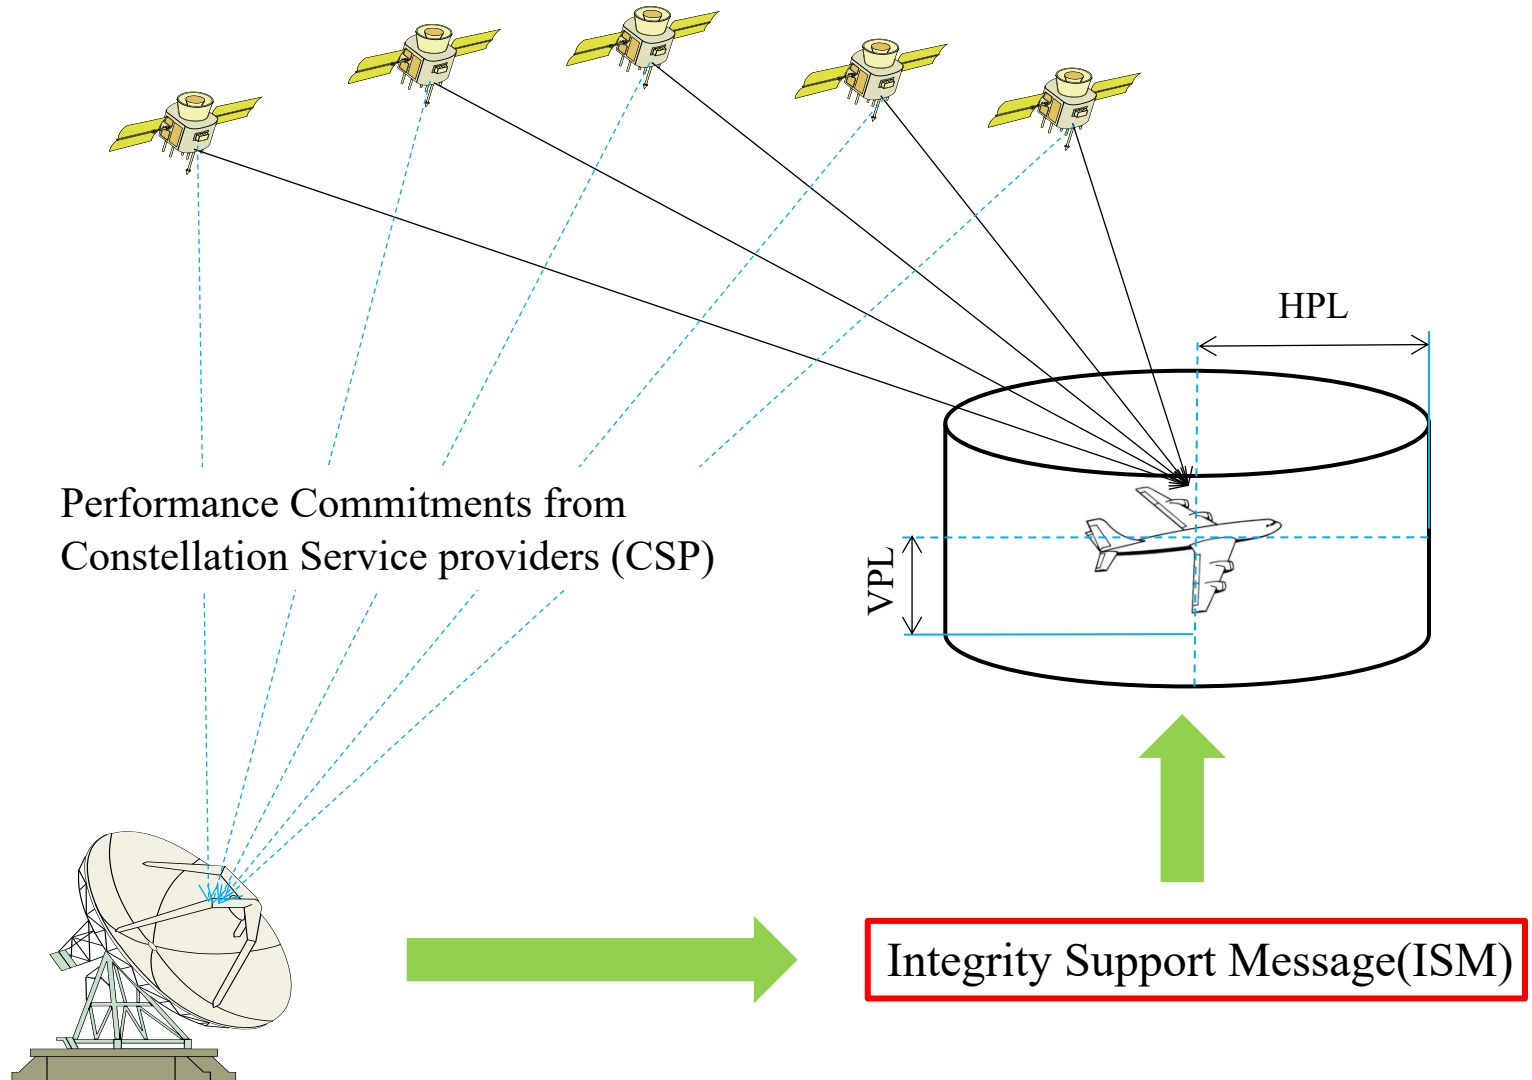 HPL
Performance Commitments from
Constellation Service providers (CSP)
VPL
Integrity Support Message(ISM)